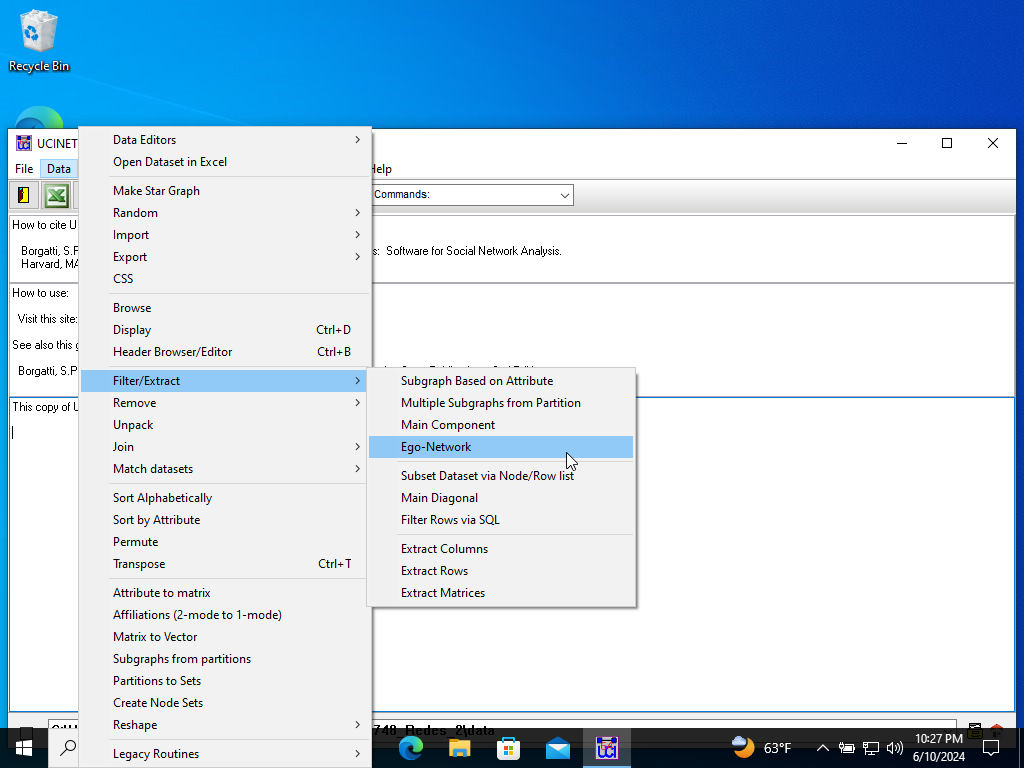 Recycle Bin
UCINET
File Data Help
Commands:
How to cite U
Borgatti, S.P s: Software for Social Network Analysis.
Harvard, MA
How to use:
Visit this site:
See also this g
Borgatti, S.P
This copy of U
Data Editors
Open Dataset in Excel
Make Star Graph
Random
Import
Export
CSS
Browse
Display Ctrl+D
Header Browser/Editor Ctrl+B
Filter/Extract
Remove
Unpack
Join
Match datasets
Sort Alphabetically
Sort by Attribute
Permute
Transpose Ctrl+T
Attribute to matrix
Affiliations (2-mode to 1-mode)
Matrix to Vector
Subgraphs from partitions
Partitions to Sets
Create Node Sets
Reshape
Legacy Routines
Subgraph Based on Attribute
Multiple Subgraphs from Partition
Main Component
Ego-Network
Subset Dataset via Node/Row list
Main Diagonal
Filter Rows via SQL
Extract Columns
Extract Rows
Extract Matrices
748_Redes_2\data
63°F
10:27 PM
6/10/2024